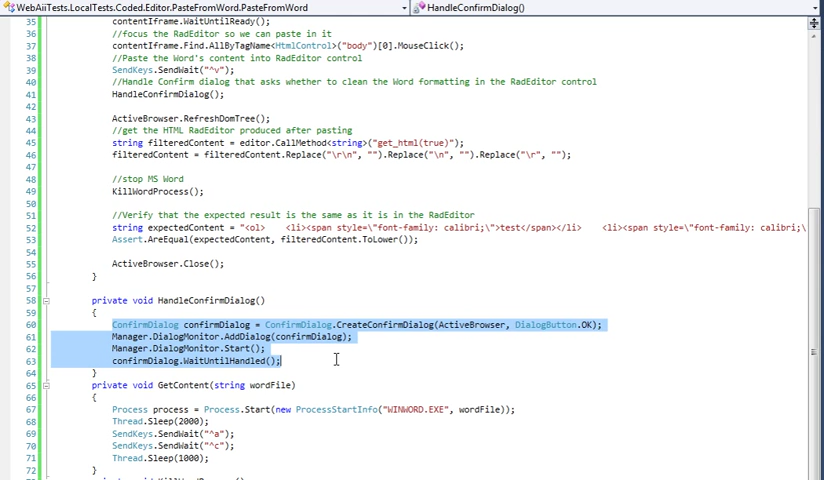 WebAiiTests.LocalTests.Coded.Editor.PasteFromWord.PasteFromWord HandleConfirmDialog()
35 contentIframe.WaitUntilReady();
36 //focus the RadEditor so we can paste in it
37 contentIframe.Find.AllByTagName<HtmlControl>("body")[0].MouseClick();
38 //Paste the Word's content into RadEditor control
39 SendKeys.SendWait("^v");
40 //Handle Confirm dialog that asks whether to clean the Word formatting in the RadEditor control
41 HandleConfirmDialog();
42
43 ActiveBrowser.RefreshDomTree();
44 //get the HTML RadEditor produced after pasting
45 string filteredContent = editor.CallMethod<string>("get_html(true)");
46 filteredContent = filteredContent.Replace("\r\n", "").Replace("\n", "").Replace("\r", "");
47
48 //stop MS Word
49 KillWordProcess();
50
51 //Verify that the expected result is the same as it is in the RadEditor
52 string expectedContent = "<ol>    <li><span style=\"font-family: calibri;\">test</span></li>    <li><span style=\"font-family: calibri;\
53 Assert.AreEqual(expectedContent, filteredContent.ToLower());
54
55 ActiveBrowser.Close();
56 }
57
58 private void HandleConfirmDialog()
59 {
60 ConfirmDialog confirmDialog = ConfirmDialog.CreateConfirmDialog(ActiveBrowser, DialogButton.OK);
61 Manager.DialogMonitor.AddDialog(confirmDialog);
62 Manager.DialogMonitor.Start();
63 confirmDialog.WaitUntilHandled();
64 }
65 private void GetContent(string wordFile)
66 {
67 Process process = Process.Start(new ProcessStartInfo("WINWORD.EXE", wordFile));
68 Thread.Sleep(2000);
69 SendKeys.SendWait("^a");
70 SendKeys.SendWait("^c");
71 Thread.Sleep(1000);
72 }